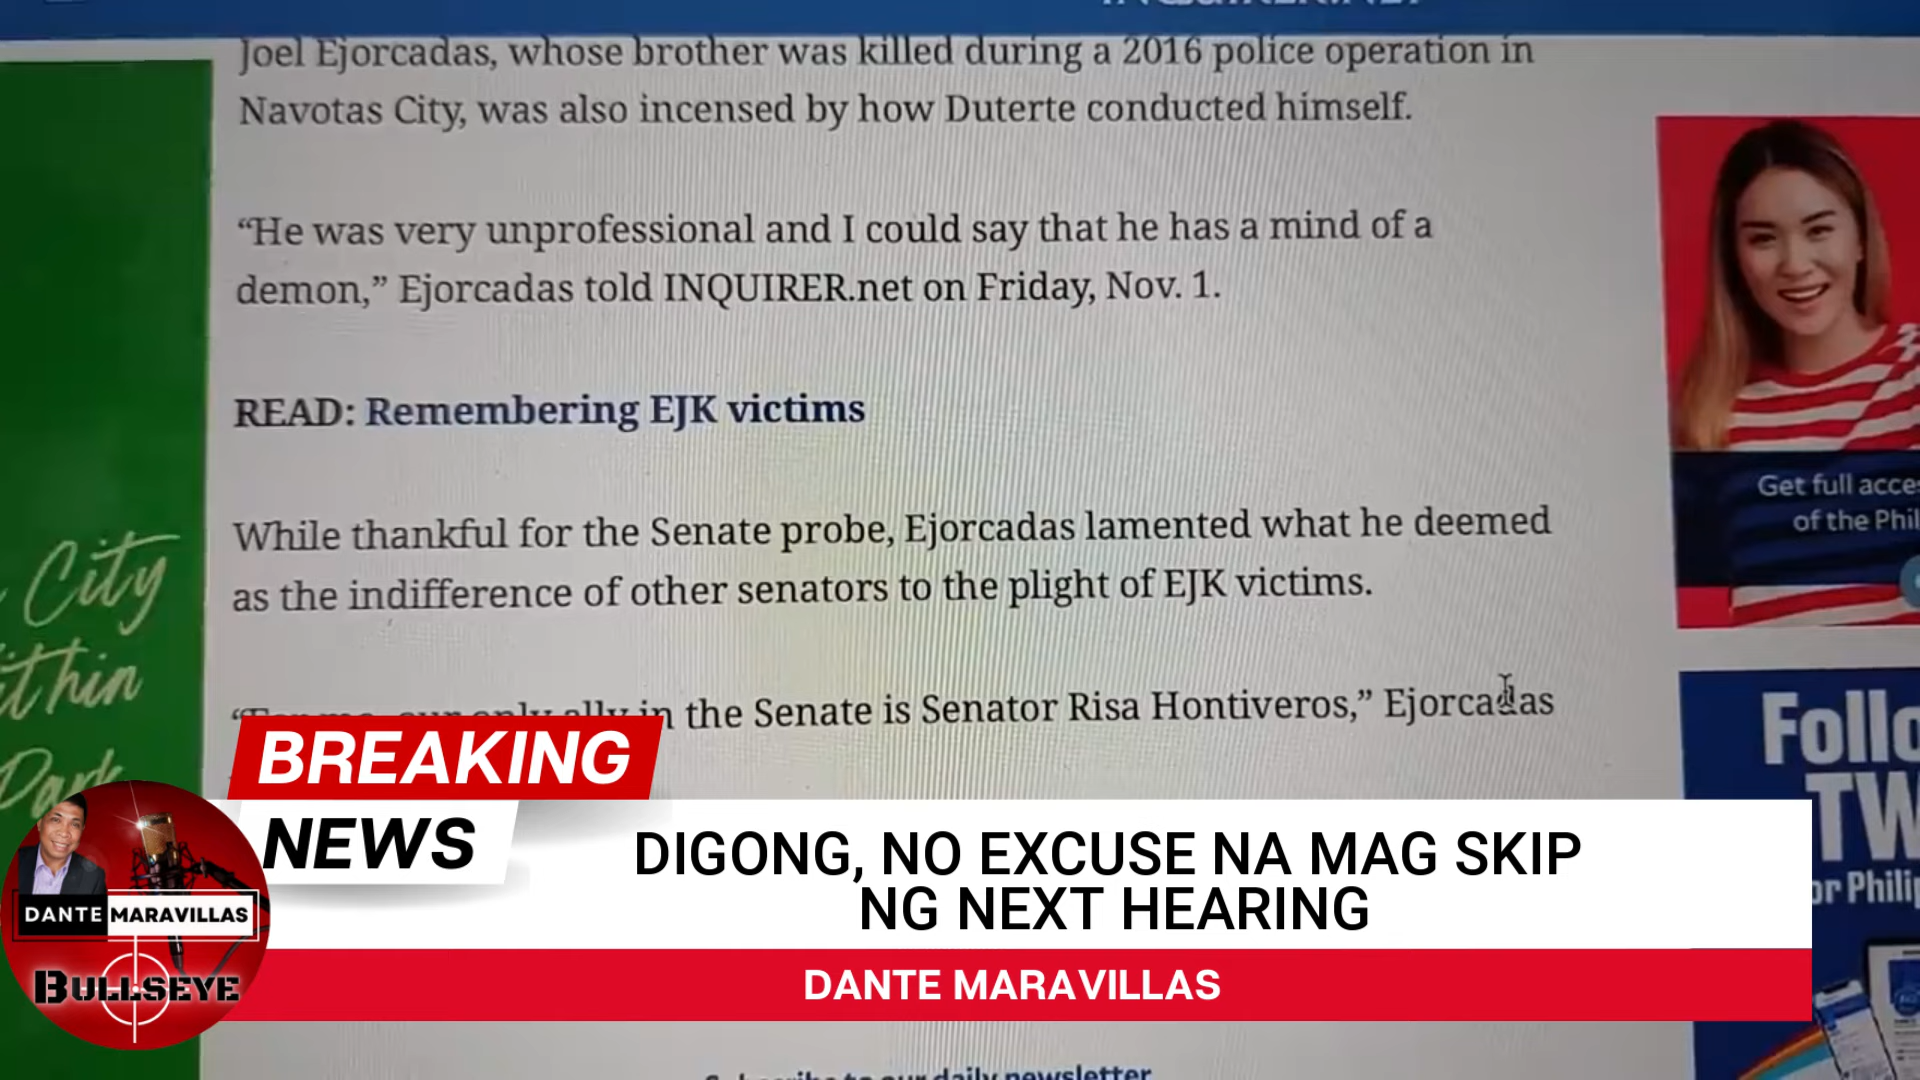 Joel Ejorcadas, whose brother was killed during a 2016 police operation in
Navotas City, was also incensed by how Duterte conducted himself.
“He was very unprofessional and I could say that he has a mind of a
demon,” Ejorcadas told INQUIRER.net on Friday, Nov. 1.
READ: Remembering EJK victims
While thankful for the Senate probe, Ejorcadas lamented what he deemed
as the indifference of other senators to the plight of EJK victims.
in the Senate is Senator Risa Hontiveros,” Ejorcadas
City
Park
Get full
of the
BREAKING
NEWS
DIGONG, NO EXCUSE NA MAG SKIP
NG NEXT HEARING
DANTE MARAVILLAS
DANTE MARAVILLAS
BULLSEYE
daily newsletter